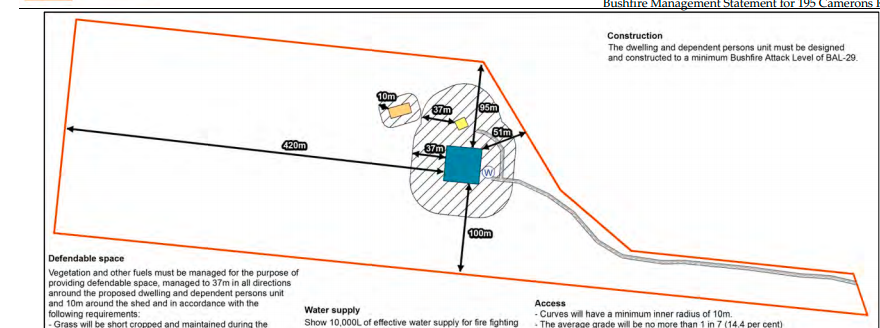 Bushfire Management Statement for 195 Camerons
Construction
The dwelling and dependent persons unit must be designed
and constructed to a minimum Bushfire Attack Level of BAL-29.
10m
37m
95m
51m
420m
37m
W
100m
Defendable space
Vegetation and other fuels must be managed for the purpose of
providing defendable space, managed to 37m in all directions
anround the proposed dwelling and dependent persons unit
and 10m around the shed and in accordance with the
following requirements:
- Grass will be short cropped and maintained during the
Water supply
Show 10,000L of effective water supply for fire fighting
Access
- Curves will have a minimum inner radius of 10m.
- The average grade will be no more than 1 in 7 (14.4 per cent)